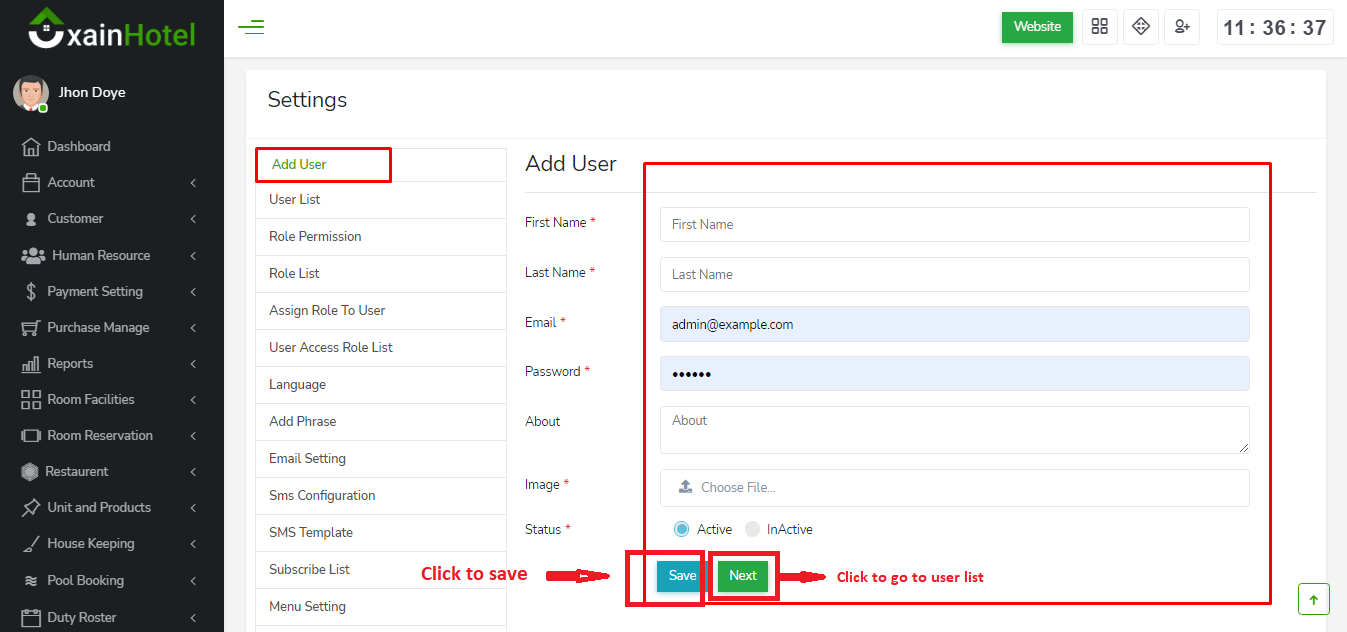 xainHotel
Website
11 : 36 : 37
Jhon Doye
Dashboard
Account
Customer
Human Resource
Payment Setting
Purchase Manage
Reports
Room Facilities
Room Reservation
Restaurent
Unit and Products
House Keeping
Pool Booking
Duty Roster
Settings
Add User
User List
Role Permission
Role List
Assign Role To User
User Access Role List
Language
Add Phrase
Email Setting
Sms Configuration
SMS Template
Subscribe List
Menu Setting
Add User
First Name * First Name
Last Name * Last Name
Email * admin@example.com
Password * ••••••
About About
Image * Choose File...
Status * Active InActive
Click to save Save Next Click to go to user list